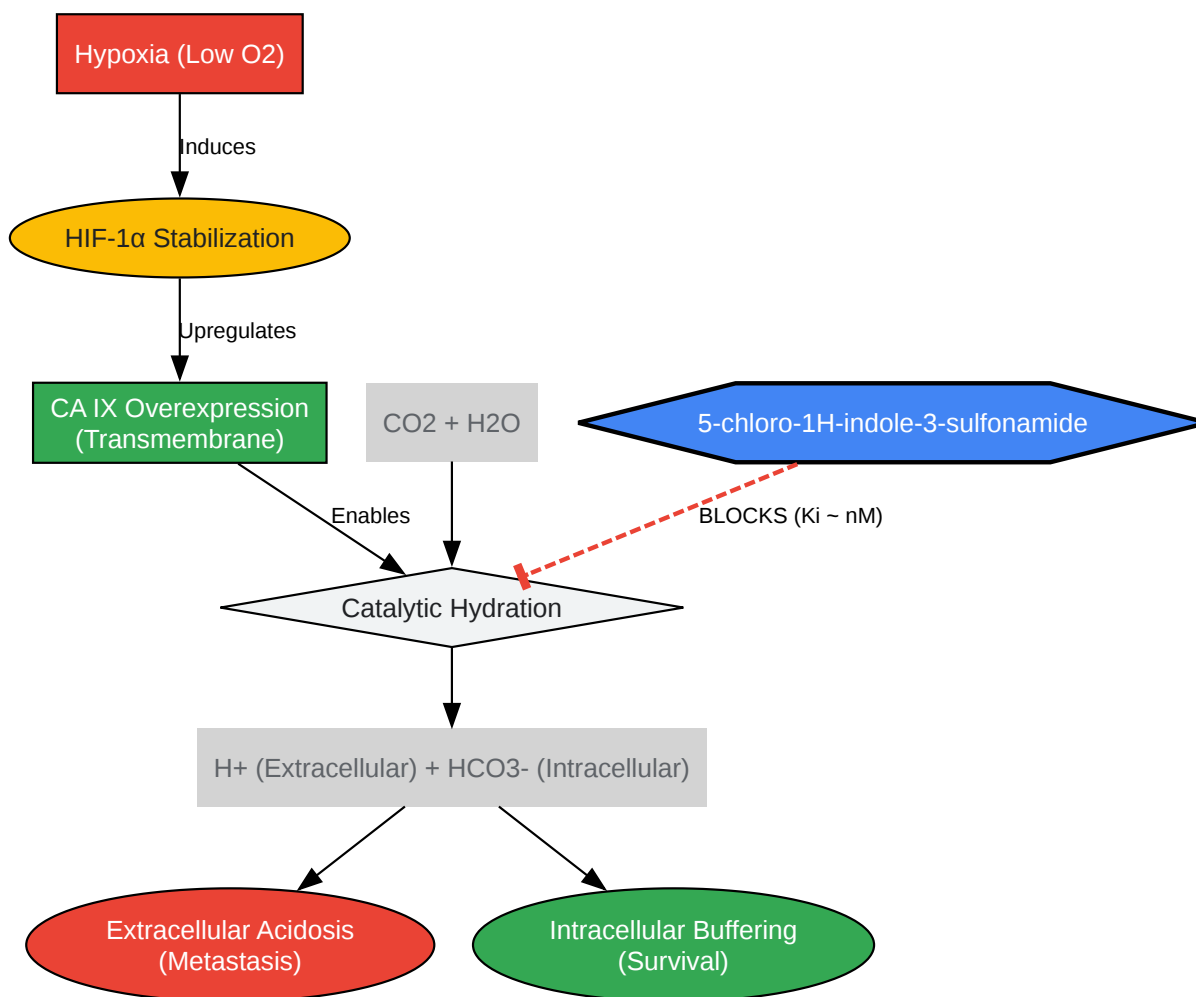 Hypoxia (Low O2)
Induces
HIF-1α Stabilization
Upregulates
CA IX Overexpression
(Transmembrane)
CO2 + H2O
5-chloro-1H-indole-3-sulfonamide
Enables
BLOCKS (Ki ~ nM)
Catalytic Hydration
H+ (Extracellular) + HCO3- (Intracellular)
Extracellular Acidosis
(Metastasis)
Intracellular Buffering
(Survival)